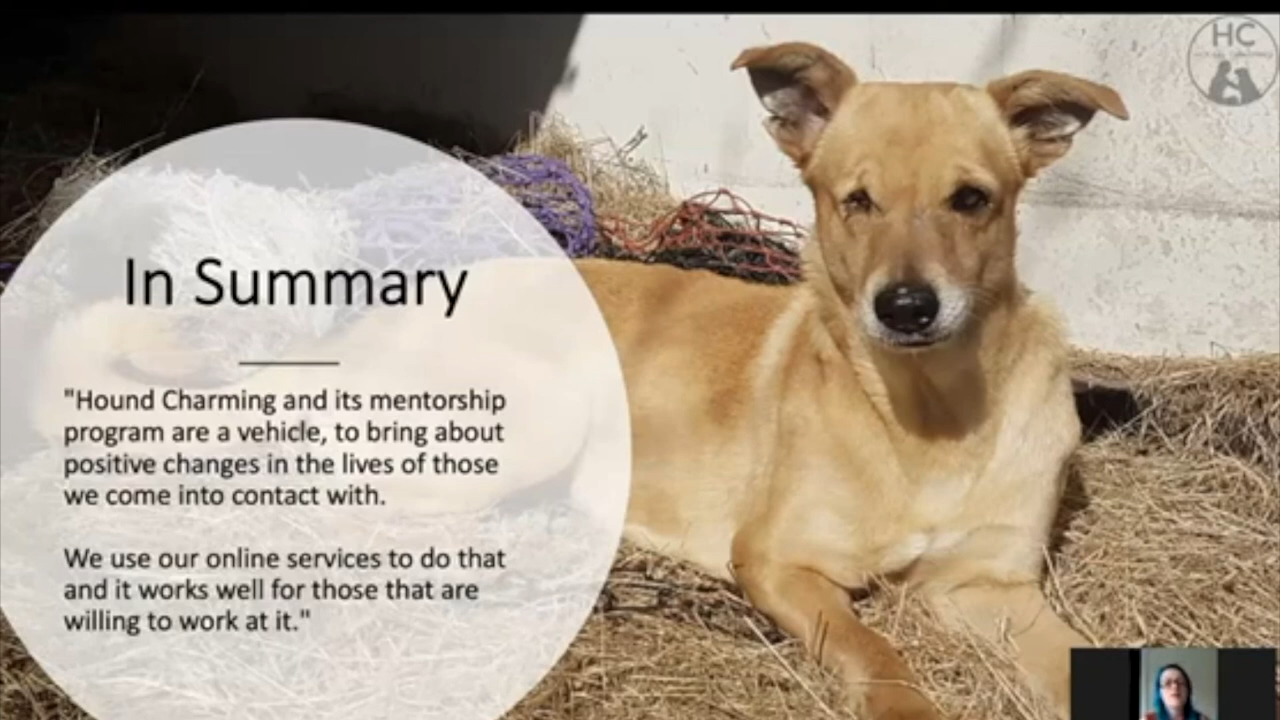 HC
In Summary
"Hound Charming and its mentorship
program are a vehicle, to bring about
positive changes in the lives of those
we come into contact with.
We use our online services to do that
and it works well for those that are
willing to work at it."